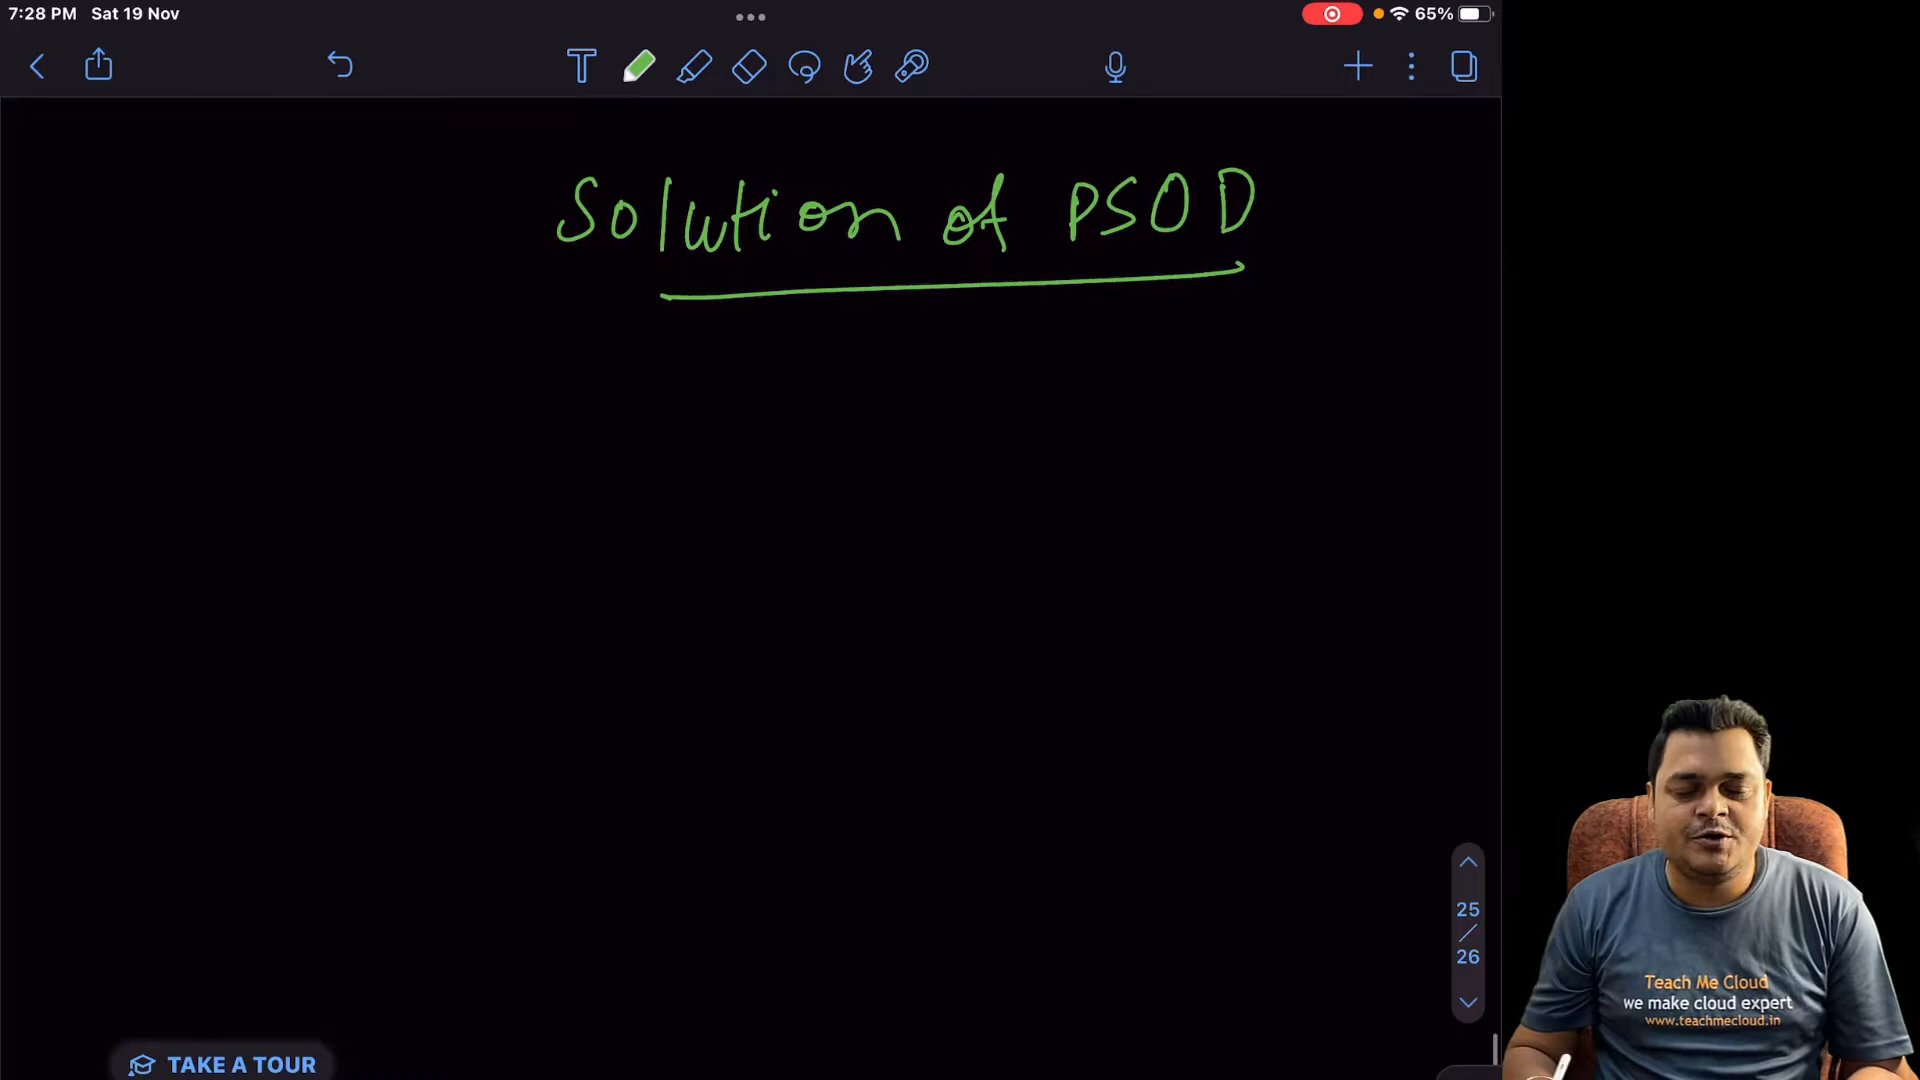 7:28 PM Sat 19 Nov
65%
T
Solution of PSOD
25
26
Teach Me Cloud
we make cloud expert
www.teachmecloud.in
TAKE A TOUR